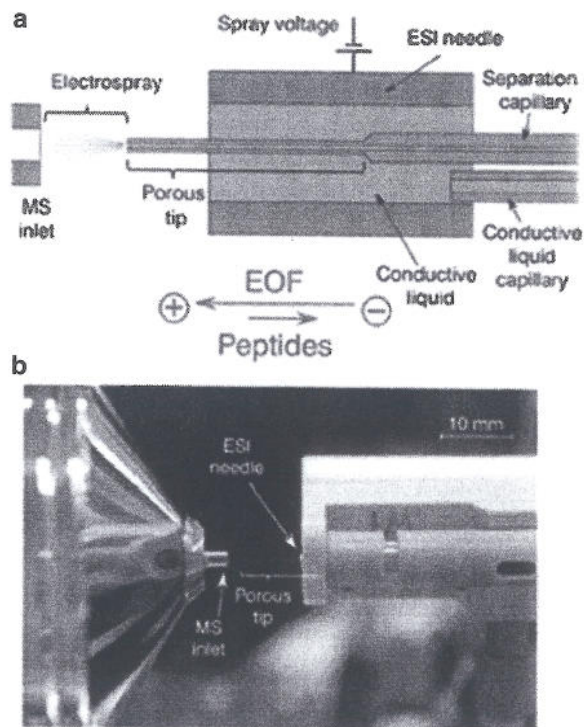 a
Spray voltage
ESI needle
Electrospray
Separation
capillary
MS
inlet
Porous
tip
Conductive
liquid
Conductive
liquid
capillary
+
EOF
−
Peptides
b
10 mm
ESI
needle
Porous
tip
MS
inlet